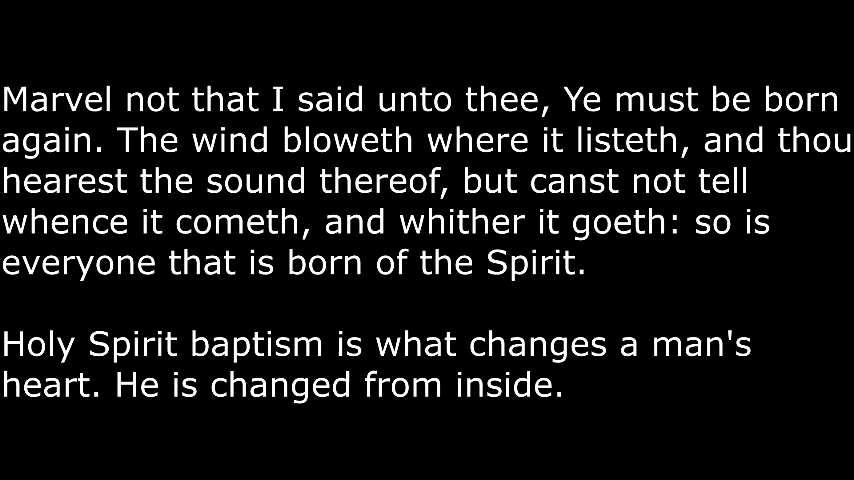 Marvel not that I said unto thee, Ye must be born
again. The wind bloweth where it listeth, and thou
hearest the sound thereof, but canst not tell
whence it cometh, and whither it goeth: so is
everyone that is born of the Spirit.
Holy Spirit baptism is what changes a man's
heart. He is changed from inside.